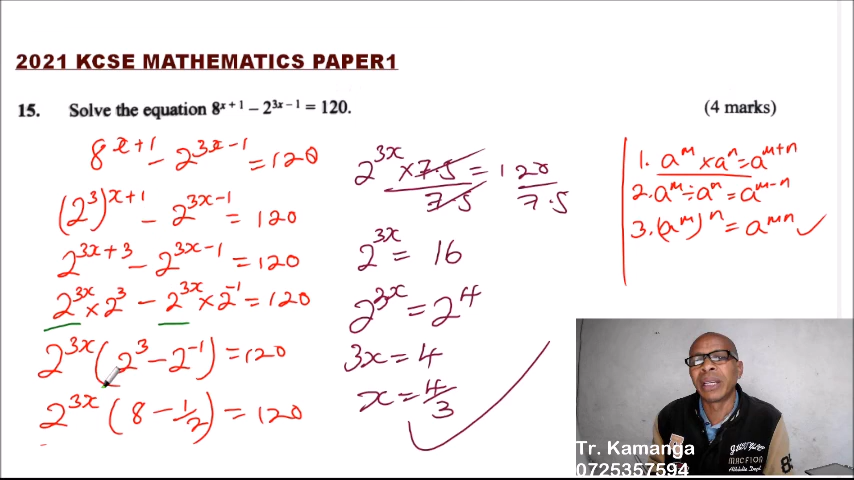 2021 KCSE MATHEMATICS PAPER1
15. Solve the equation 8^{x+1} – 2^{3x–1} = 120. (4 marks)
8^{x+1} - 2^{3x-1} = 120
(2^3)^{x+1} - 2^{3x-1} = 120
2^{3x+3} - 2^{3x-1} = 120
2^{3x} × 2^3 - 2^{3x} × 2^{-1} = 120
2^{3x} (2^3 - 2^{-1}) = 120
2^{3x} (8 - 1/2) = 120
2^{3x} × 7.5 / 7.5 = 120 / 7.5
2^{3x} = 16
2^{3x} = 2^4
3x = 4
x = 4/3
1. a^m × a^n = a^{m+n}
2. a^m ÷ a^n = a^{m-n}
3. (a^m)^n = a^{mn}
Tr. Kamanga
0725357594